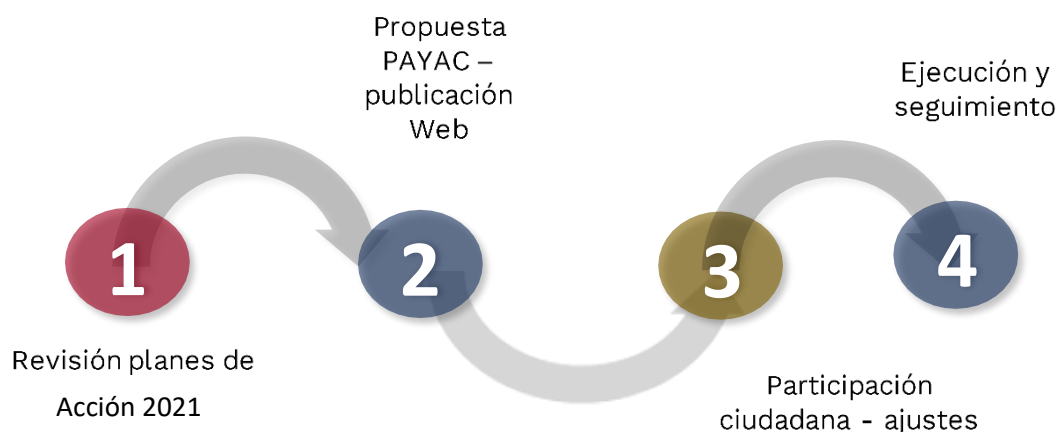 1
Revisión planes de
Acción 2021
2
Propuesta
PAYAC –
publicación
Web
3
Participación
ciudadana - ajustes
4
Ejecución y
seguimiento